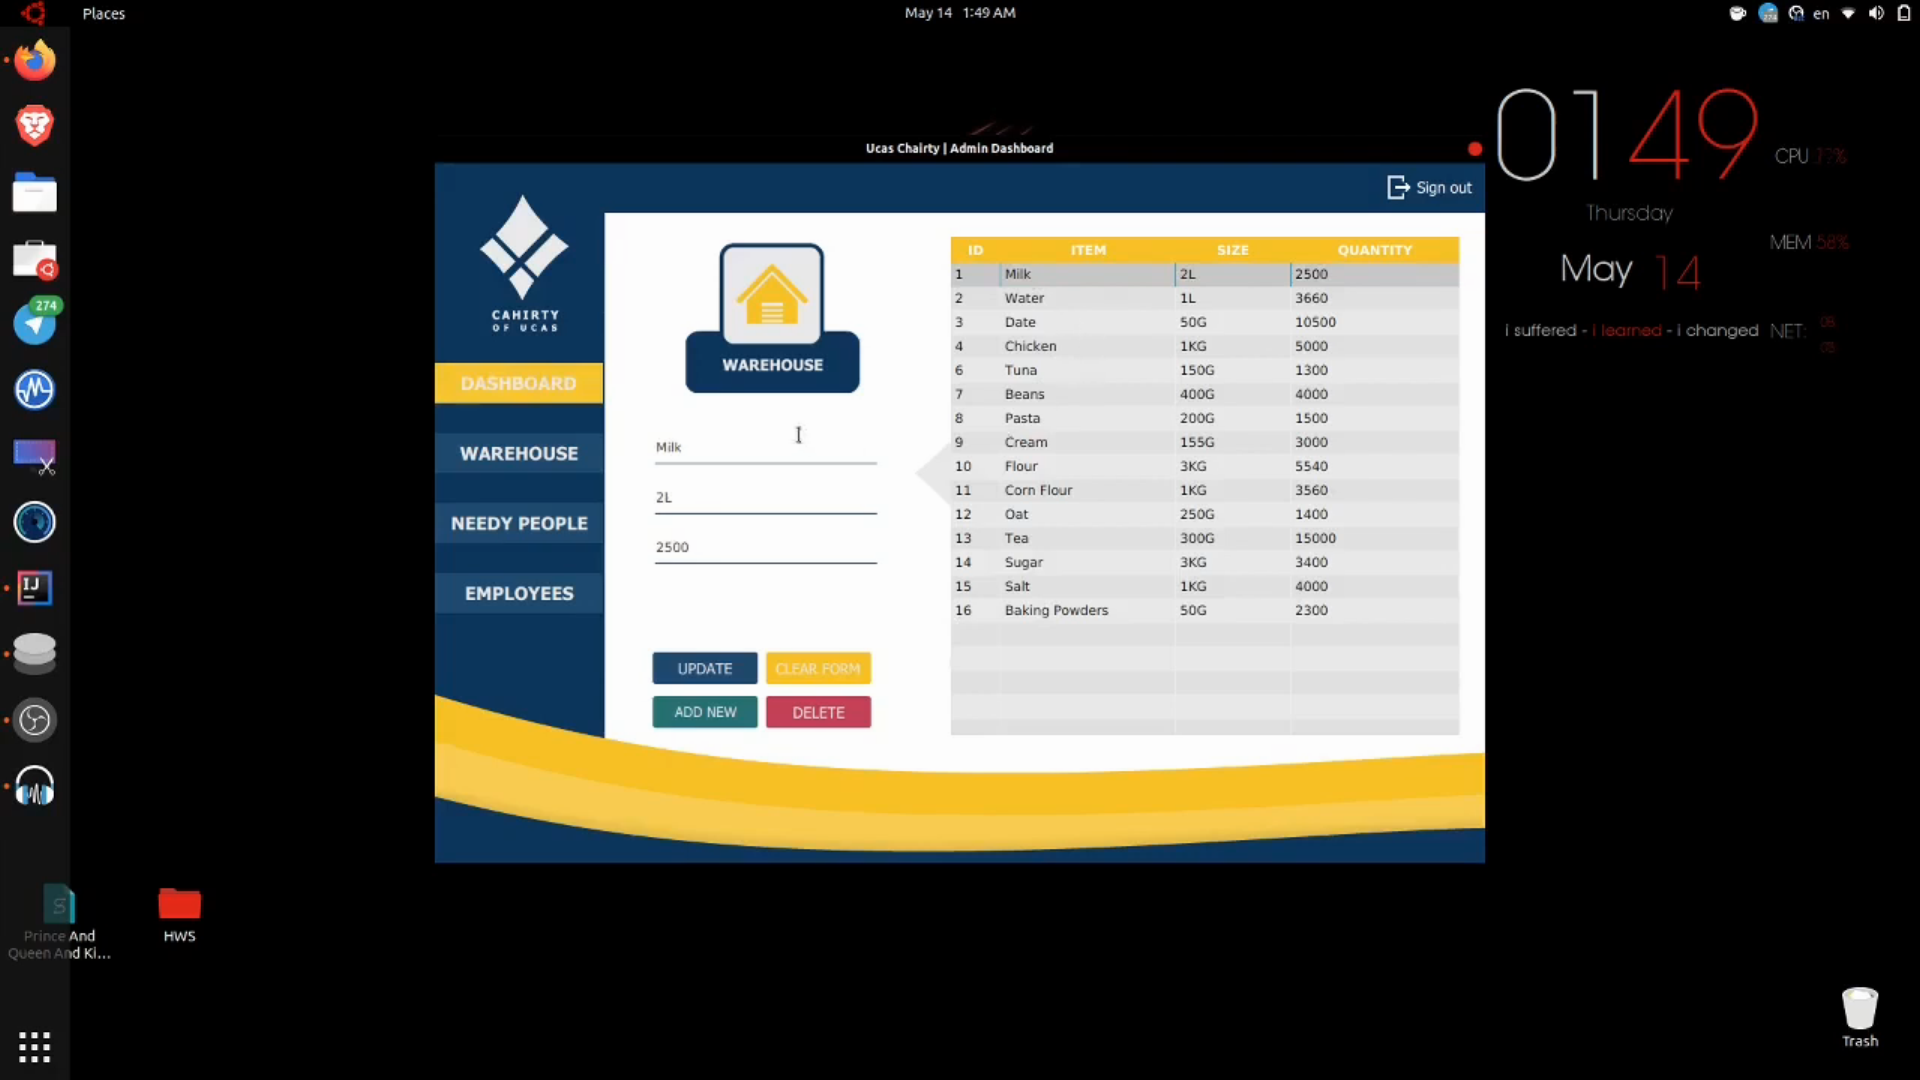 Places
May 14 1:49 AM
en
274
274
IJ
Ucas Chairty | Admin Dashboard
Sign out
CAHIRTY
OF UCAS
DASHBOARD
WAREHOUSE
NEEDY PEOPLE
EMPLOYEES
WAREHOUSE
Milk
2L
2500
UPDATE
CLEAR FORM
ADD NEW
DELETE
ID ITEM SIZE QUANTITY
1 Milk 2L 2500
2 Water 1L 3660
3 Date 50G 10500
4 Chicken 1KG 5000
6 Tuna 150G 1300
7 Beans 400G 4000
8 Pasta 200G 1500
9 Cream 155G 3000
10 Flour 3KG 5540
11 Corn Flour 1KG 3560
12 Oat 250G 1400
13 Tea 300G 15000
14 Sugar 3KG 3400
15 Salt 1KG 4000
16 Baking Powders 50G 2300
0149
Thursday
May 14
i suffered - i learned - i changed
CPU
MEM 58%
NET:
S
Prince And
Queen And Ki...
HWS
Trash